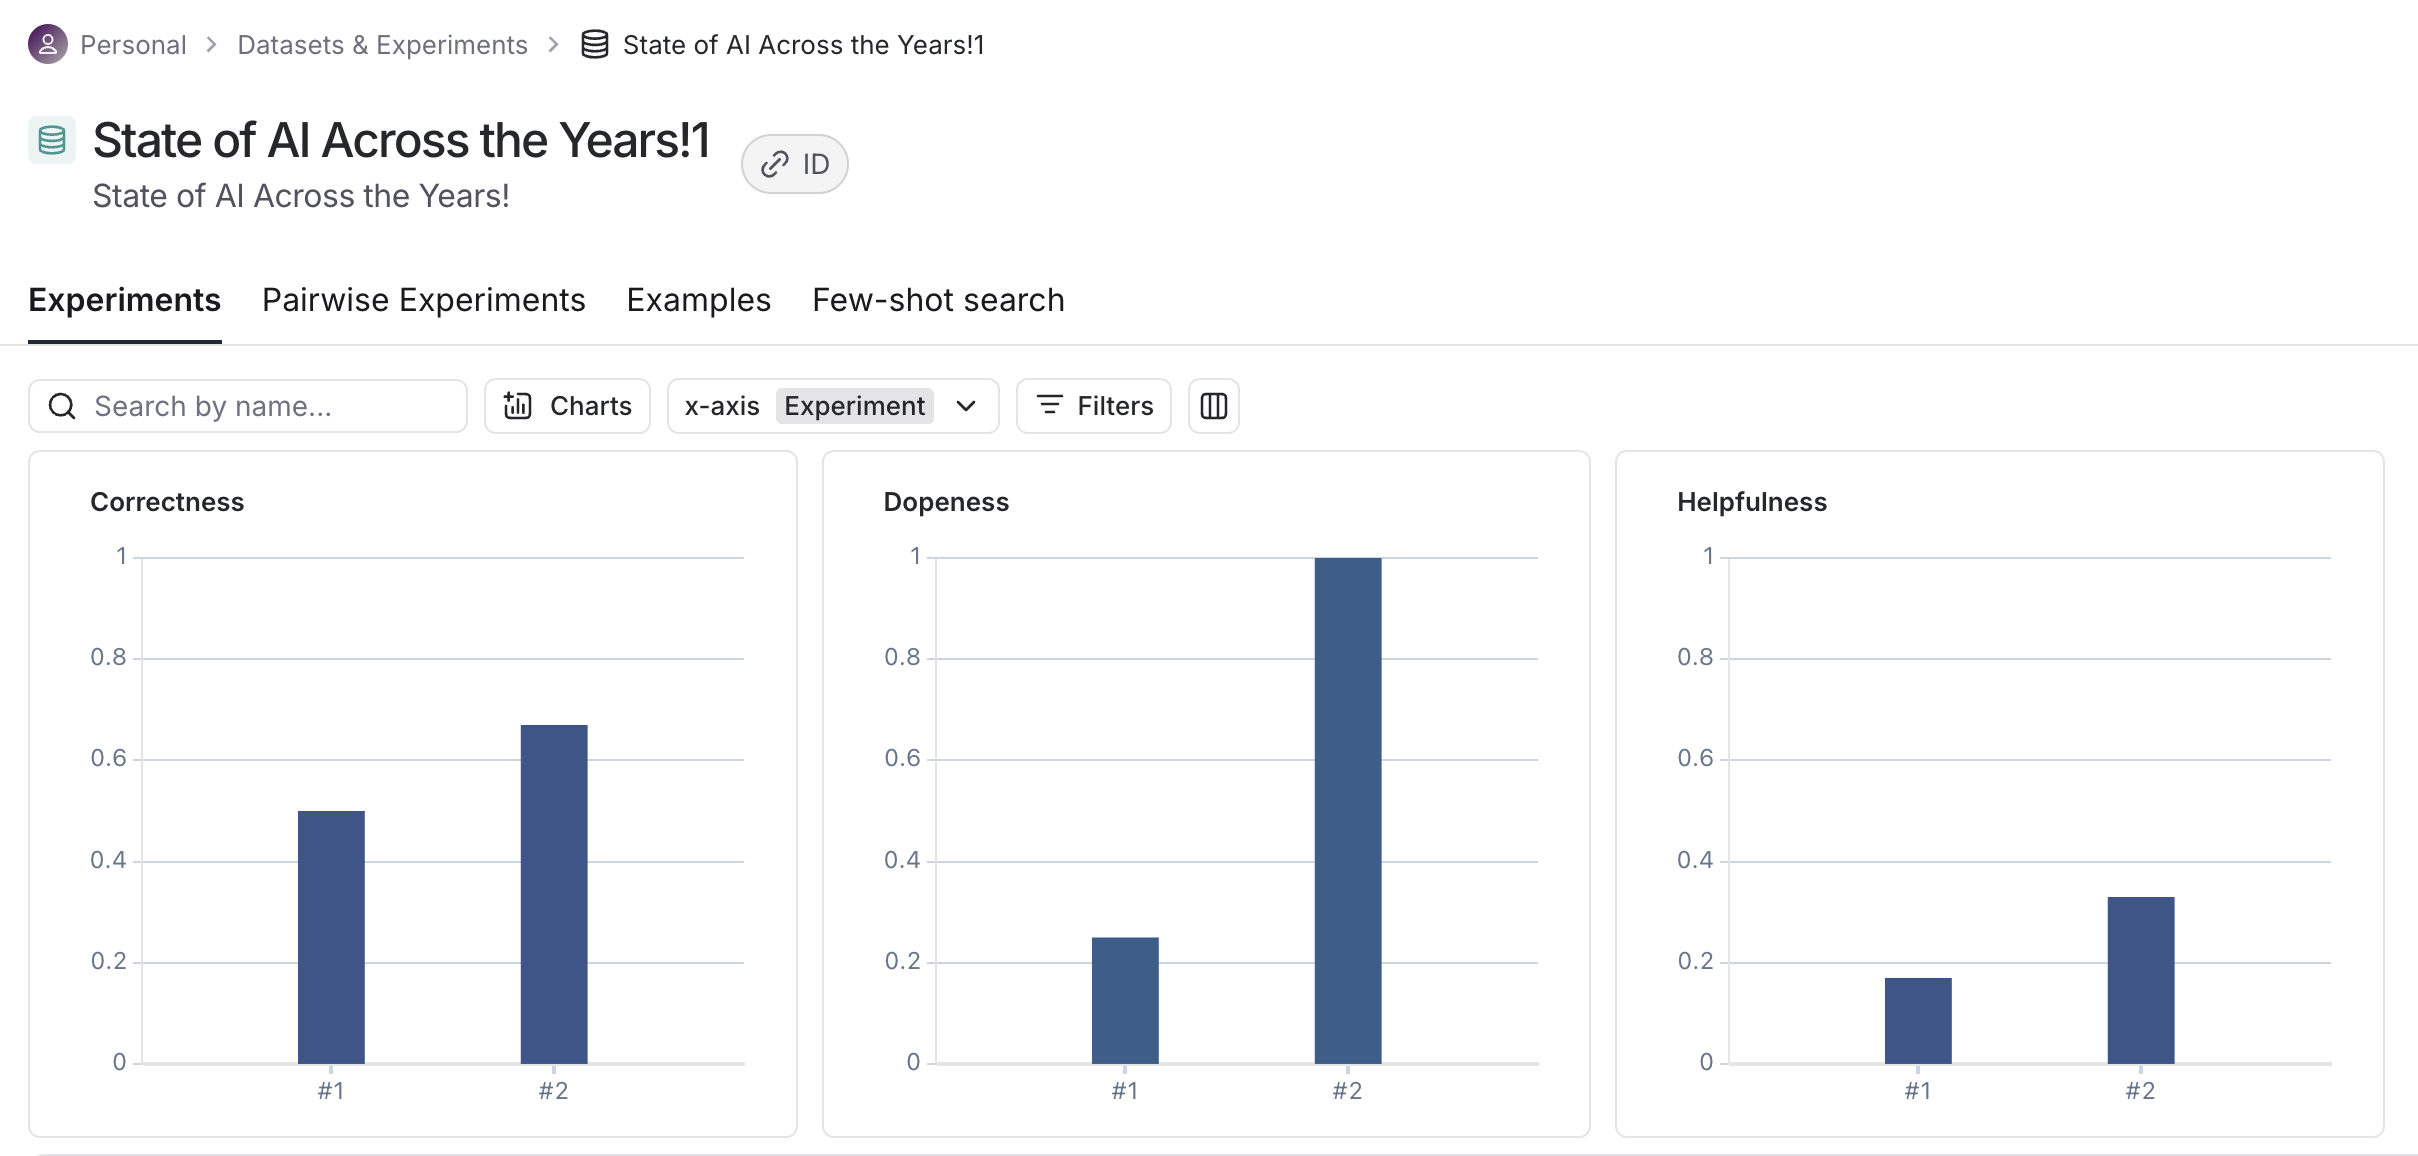 Personal > Datasets & Experiments > State of AI Across the Years!1
State of AI Across the Years!1
ID
State of AI Across the Years!
Experiments Pairwise Experiments Examples Few-shot search
Search by name... Charts x-axis Experiment Filters
Correctness
1
0.8
0.6
0.4
0.2
0
#1 #2
Dopeness
1
0.8
0.6
0.4
0.2
0
#1 #2
Helpfulness
1
0.8
0.6
0.4
0.2
0
#1 #2